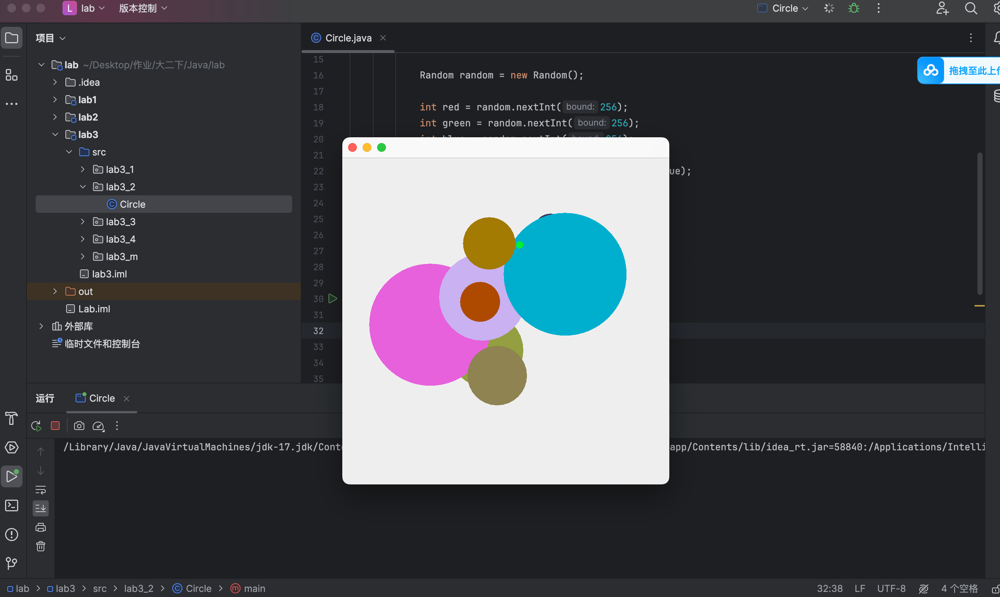 L lab 版本控制 Circle
项目
Circle.java
lab ~/Desktop/作业/大二下/Java/lab
.idea
lab1
lab2
lab3
src
lab3_1
lab3_2
Circle
lab3_3
lab3_4
lab3_m
lab3.iml
out
Lab.iml
外部库
临时文件和控制台
15
16 Random random = new Random();
17
18 int red = random.nextInt( bound: 256);
19 int green = random.nextInt( bound: 256);
20
21
22 ue);
23
24
25
26
27
28
29
30
31
32
33
34
35
拖拽至此上
运行 Circle
/Library/Java/JavaVirtualMachines/jdk-17.jdk/Cont app/Contents/lib/idea_rt.jar=58840:/Applications/Intelli
lab > lab3 > src > lab3_2 > Circle > main
32:38 LF UTF-8 4 个空格